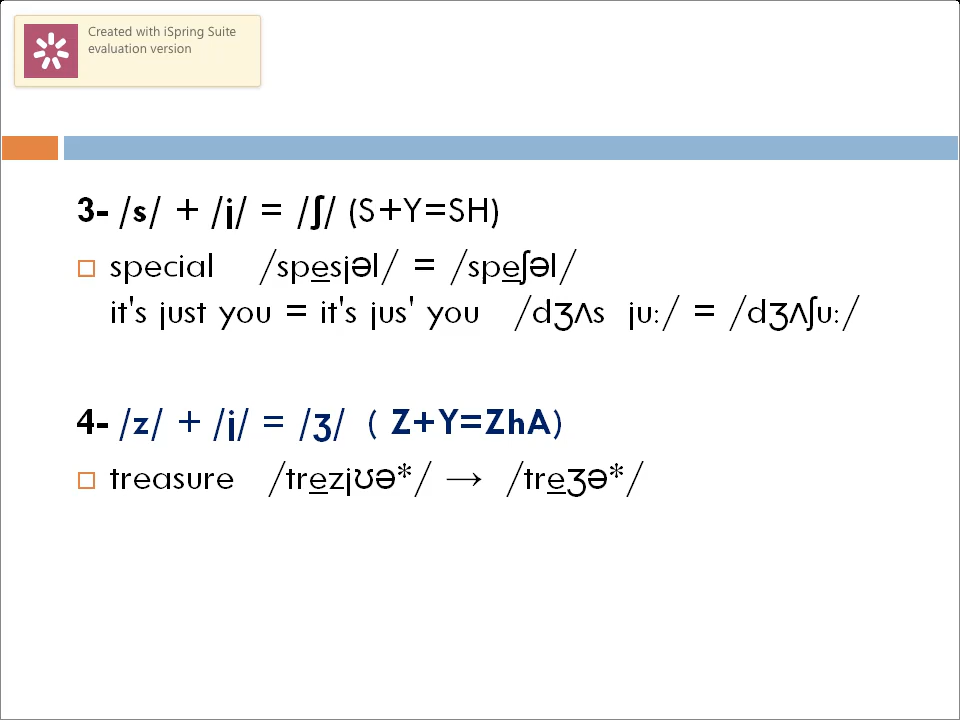 Created with iSpring Suite
evaluation version
3- /s/ + /j/ = /ʃ/ (S+Y=SH)
special /spesjəl/ = /speʃəl/
it's just you = it's jus' you /dʒʌs ju:/ = /dʒʌʃu:/
4- /z/ + /j/ = /ʒ/ ( Z+Y=ZhA)
treasure /trezjʊə*/ → /treʒə*/